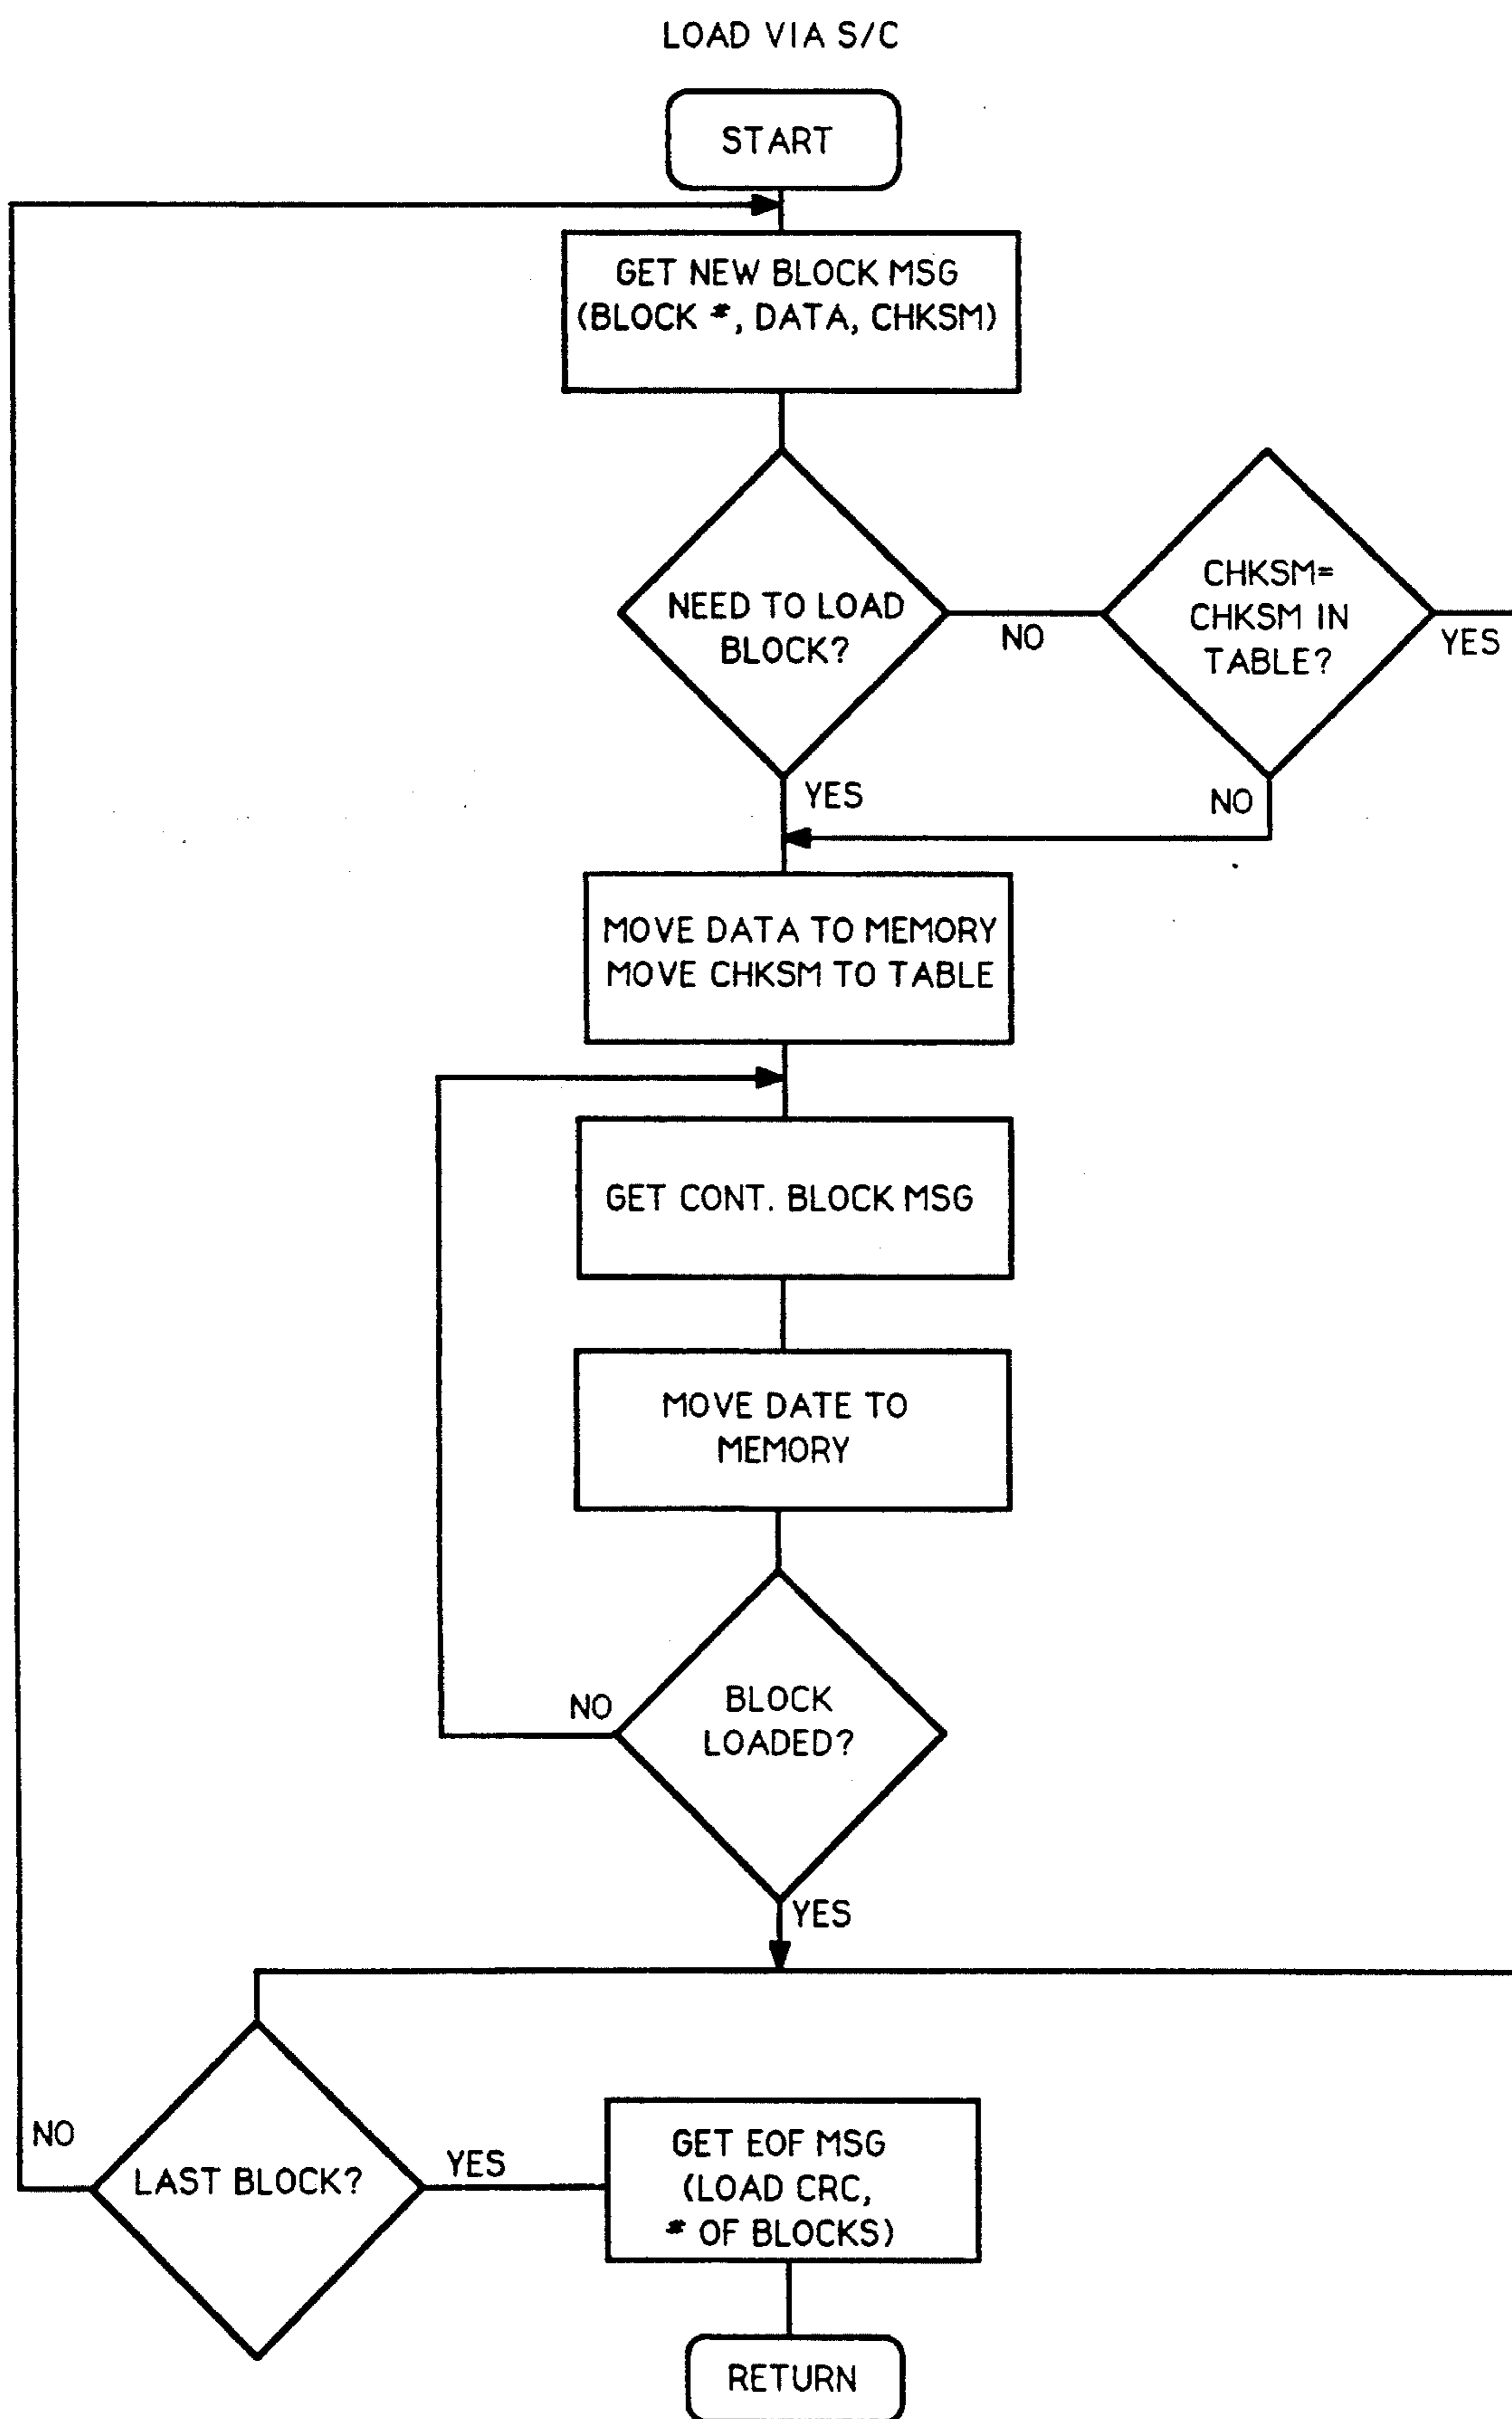 LOAD VIA S/C
START
GET NEW BLOCK MSG
(BLOCK #, DATA, CHKSM)
NEED TO LOAD
BLOCK?
NO
CHKSM=
CHKSM IN
TABLE?
YES
YES
NO
MOVE DATA TO MEMORY
MOVE CHKSM TO TABLE
GET CONT. BLOCK MSG
MOVE DATE TO
MEMORY
NO
BLOCK
LOADED?
YES
NO
LAST BLOCK?
YES
GET EOF MSG
(LOAD CRC,
# OF BLOCKS)
RETURN